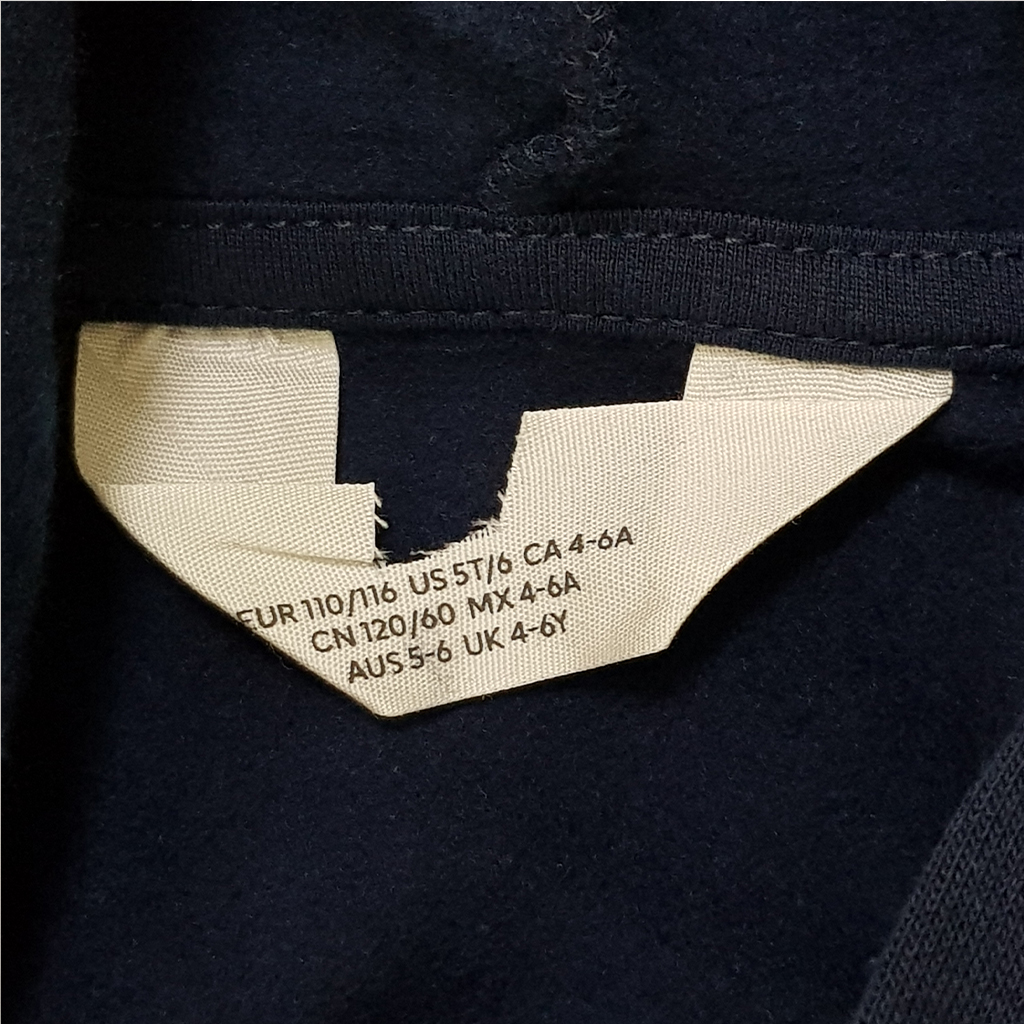 EUR 110/116 US 5T/6 CA 4-6A
CN 120/60 MX 4-6A
AUS 5-6 UK 4-6Y